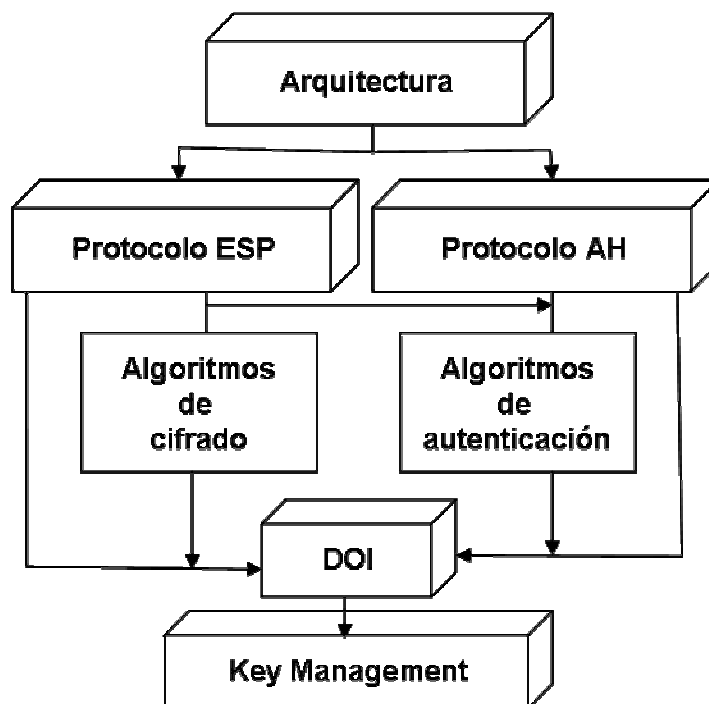 Arquitectura
Protocolo ESP
Protocolo AH
Algoritmos
de
cifrado
Algoritmos
de
autenticación
DOI
Key Management